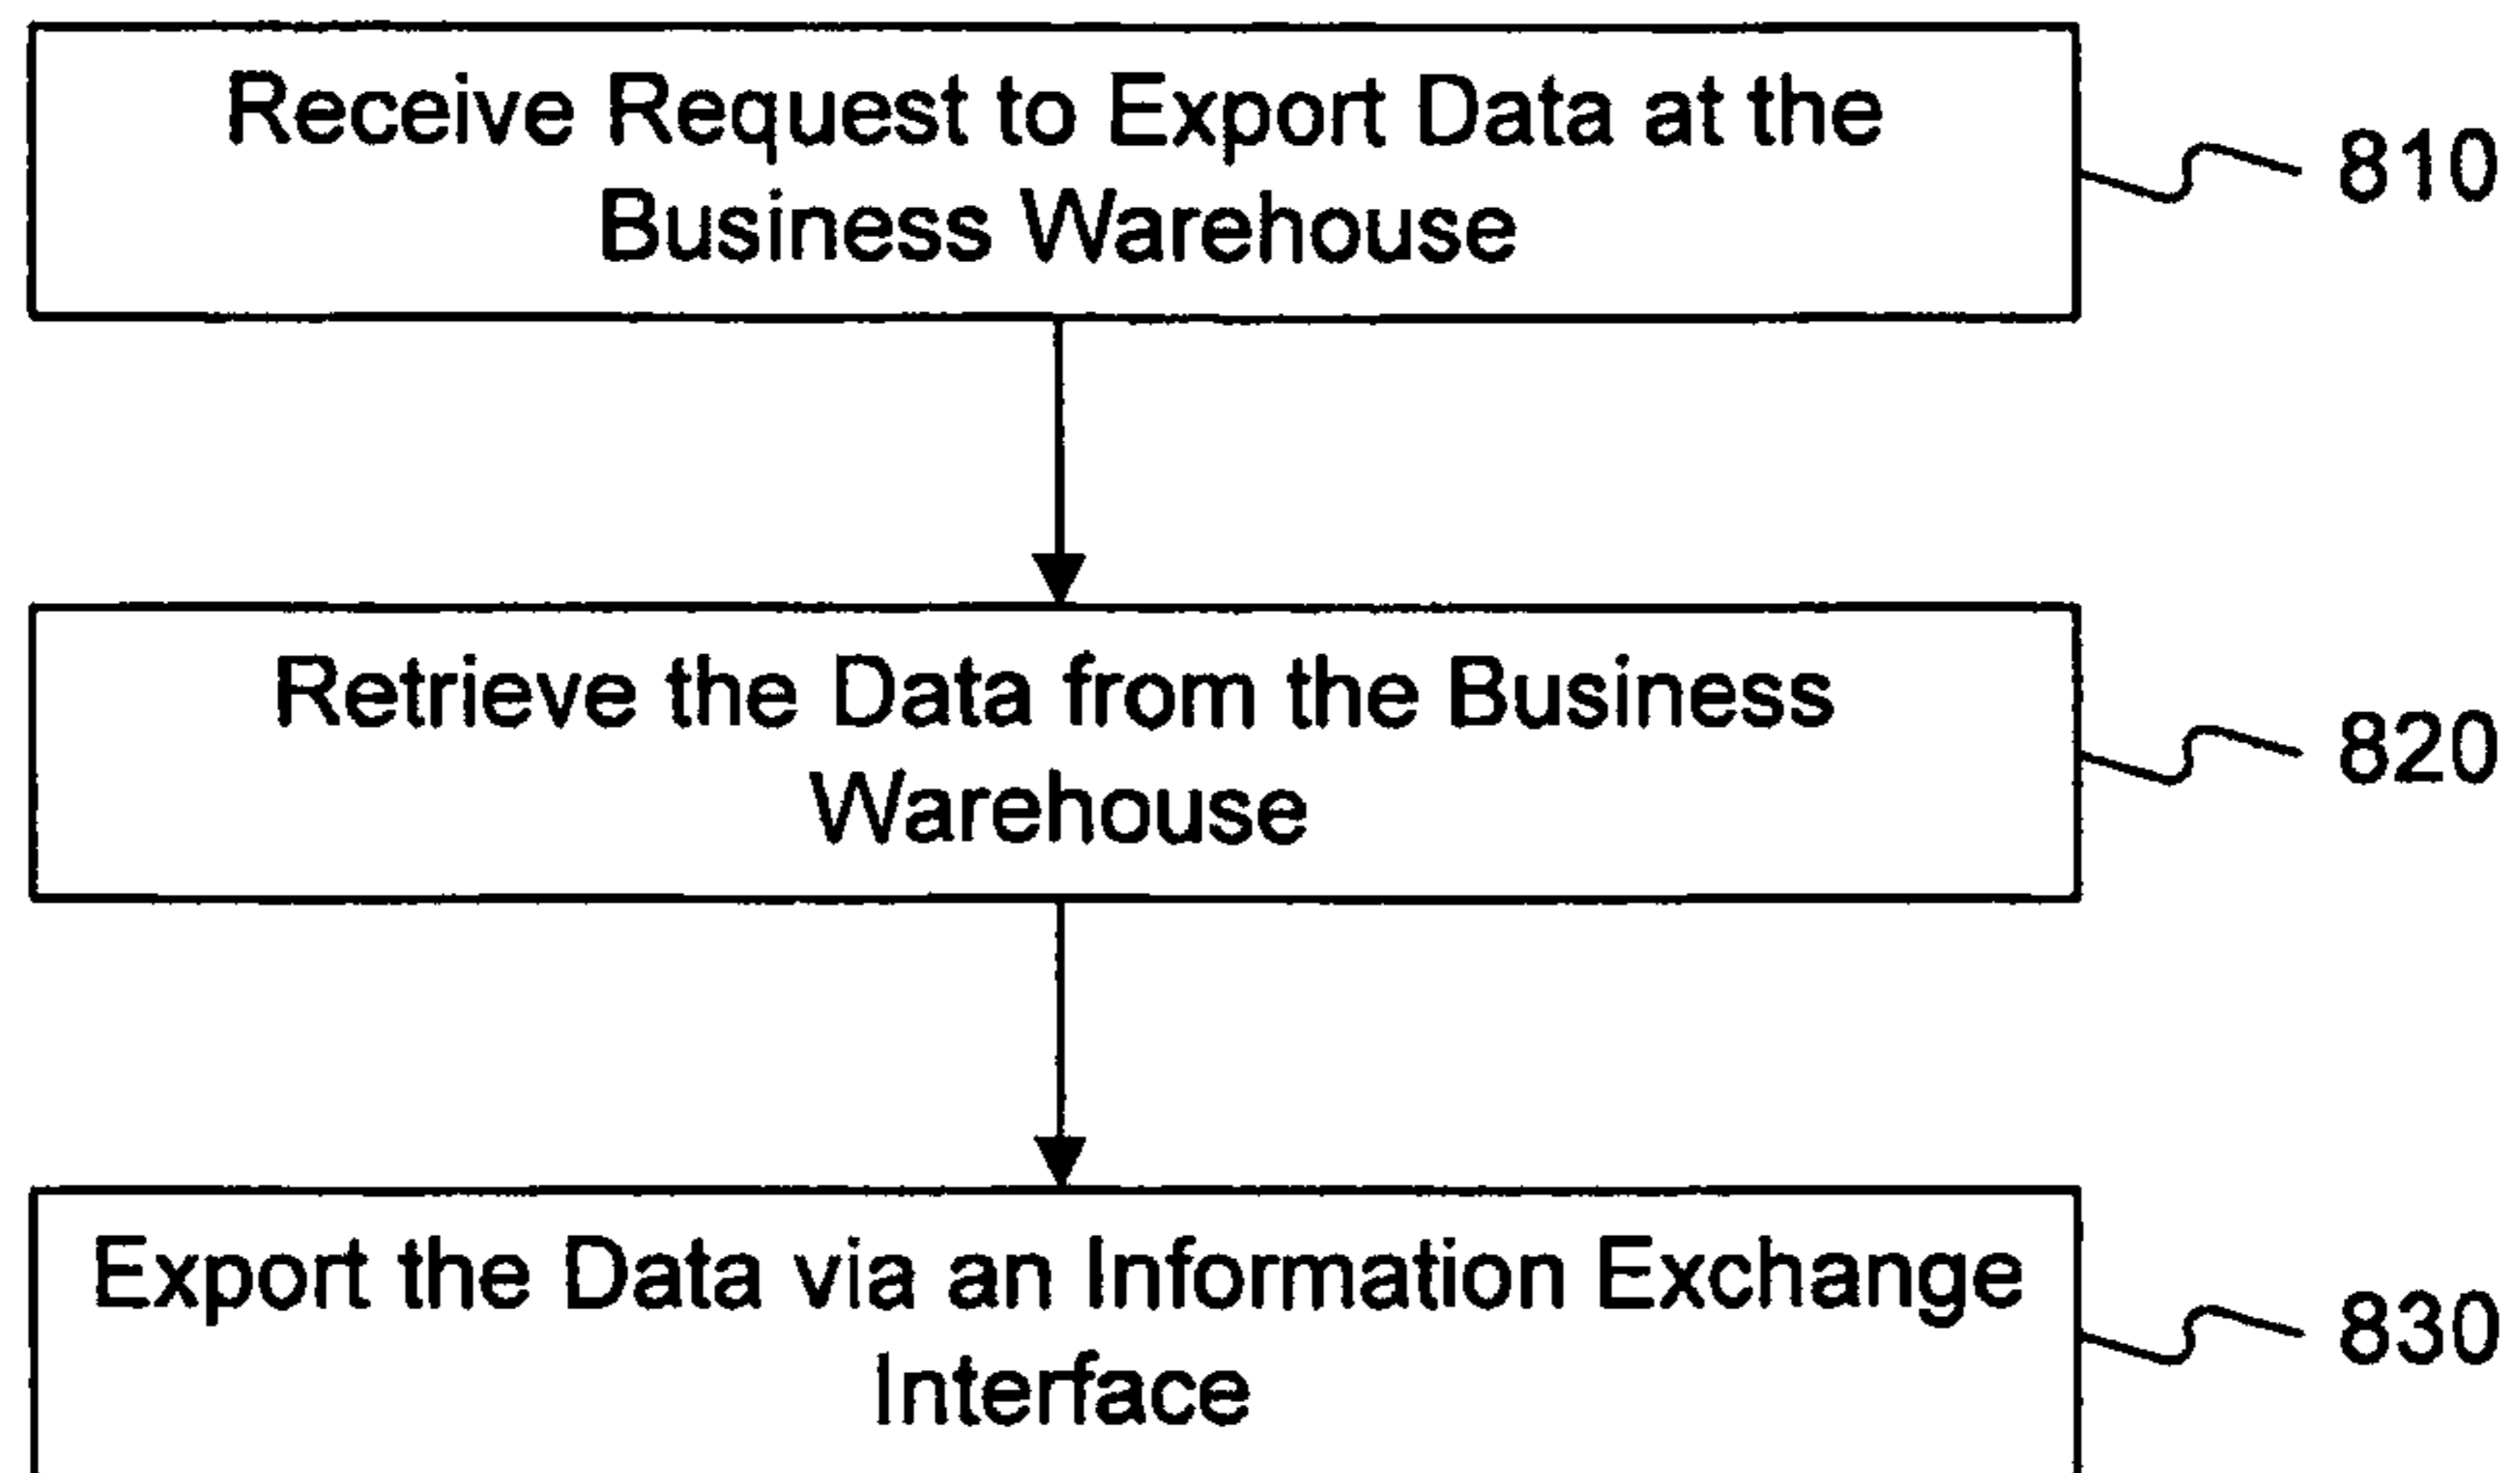 Receive Request to Export Data at the
Business Warehouse
810
Retrieve the Data from the Business
Warehouse
820
Export the Data via an Information Exchange
Interface
830